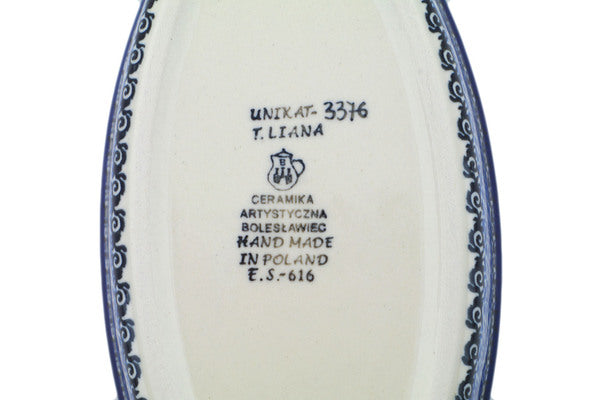 UNIKAT- 3376
T. LIANA
CERAMIKA
ARTYSTYCZNA
BOLESŁAWIEC
HAND MADE
IN POLAND
E.S.-616